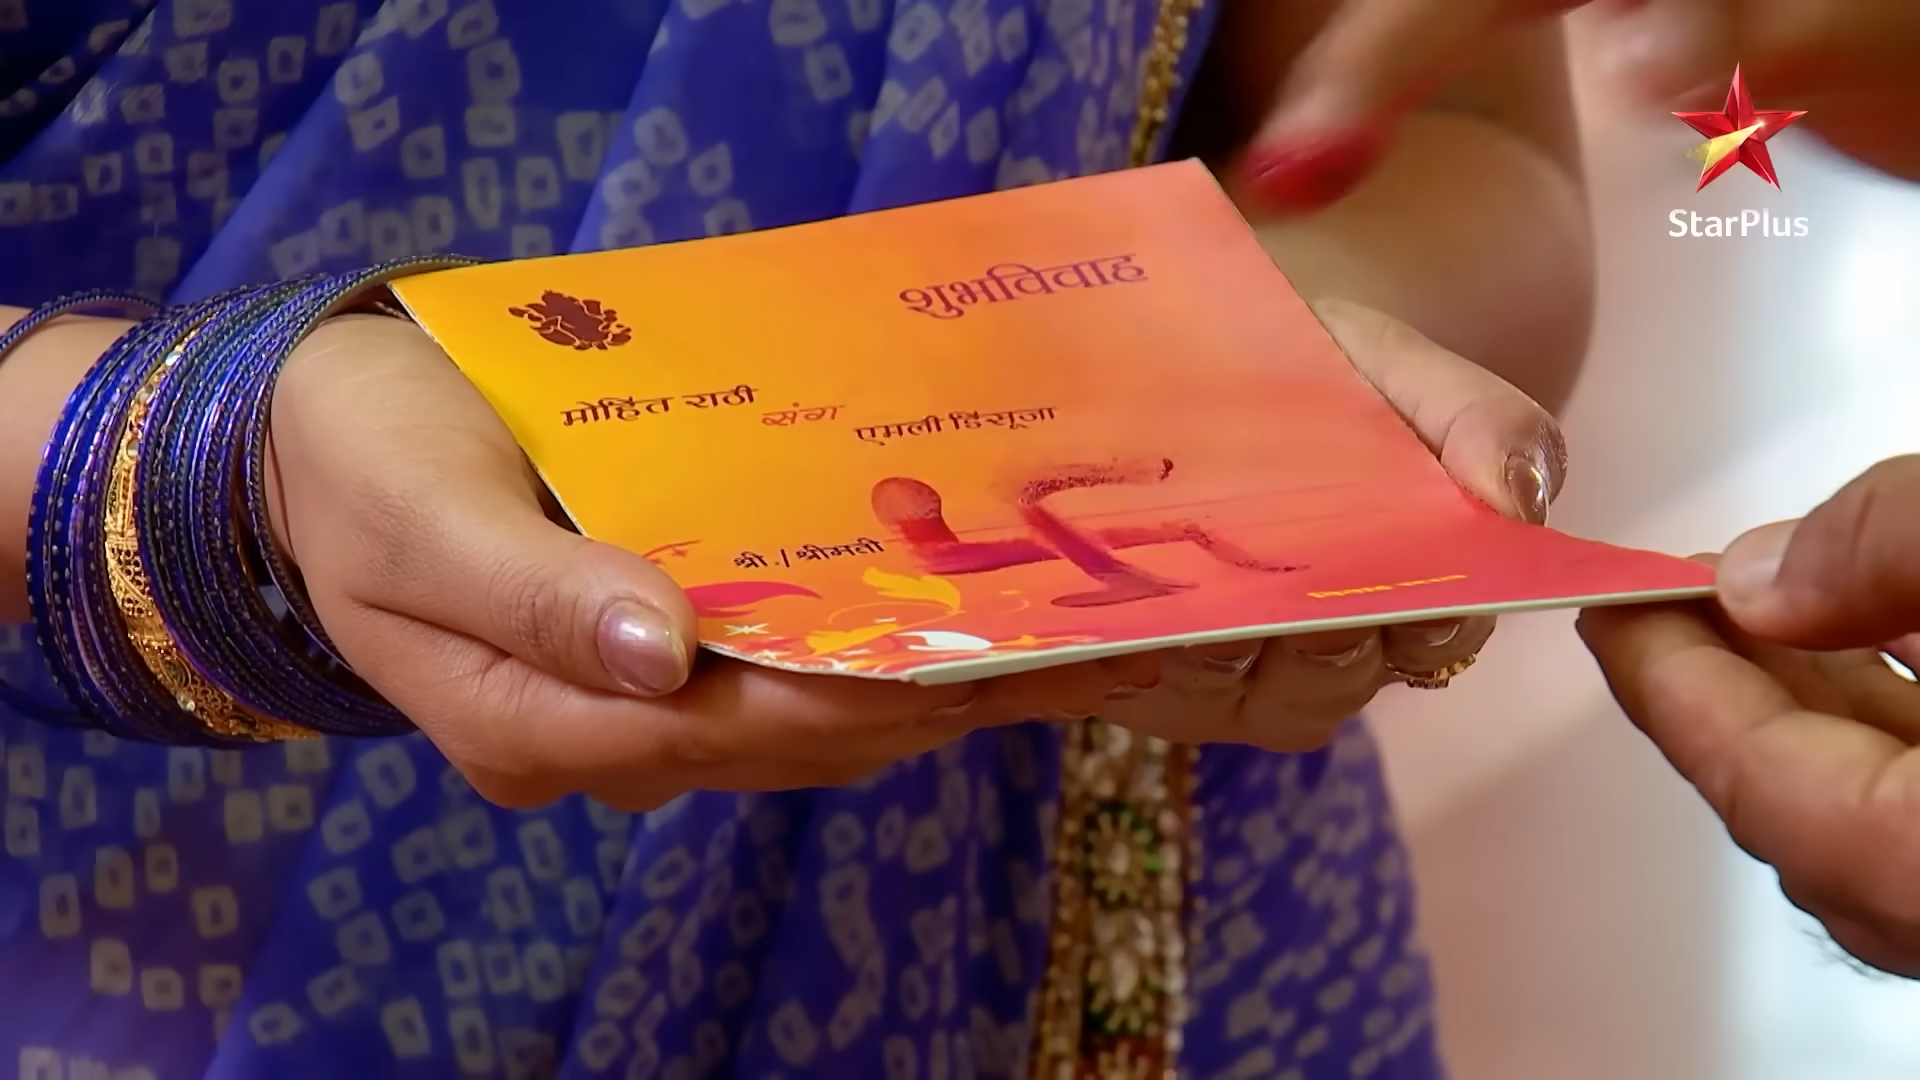 StarPlus
शुभविवाह
मोहित राठी
संग
एमली डिसूजा
श्री. / श्रीमती